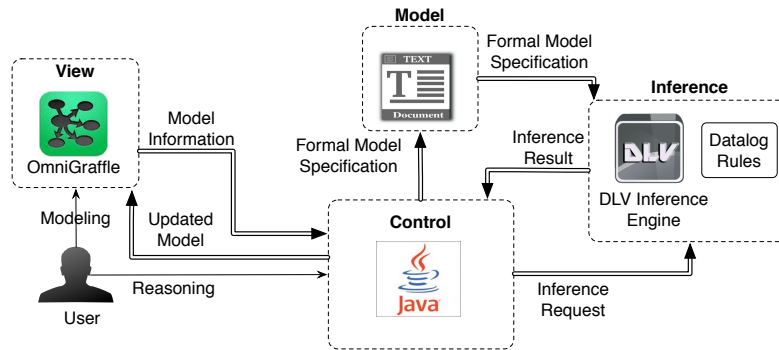 Model
TEXT
T
Document
Formal Model
Specification
View
OmniGraffle
Model
Information
Formal Model
Specification
Inference
Result
Inference
DLV
DLV Inference
Engine
Datalog
Rules
Modeling
Updated
Model
Control
Java
User
Reasoning
Inference
Request